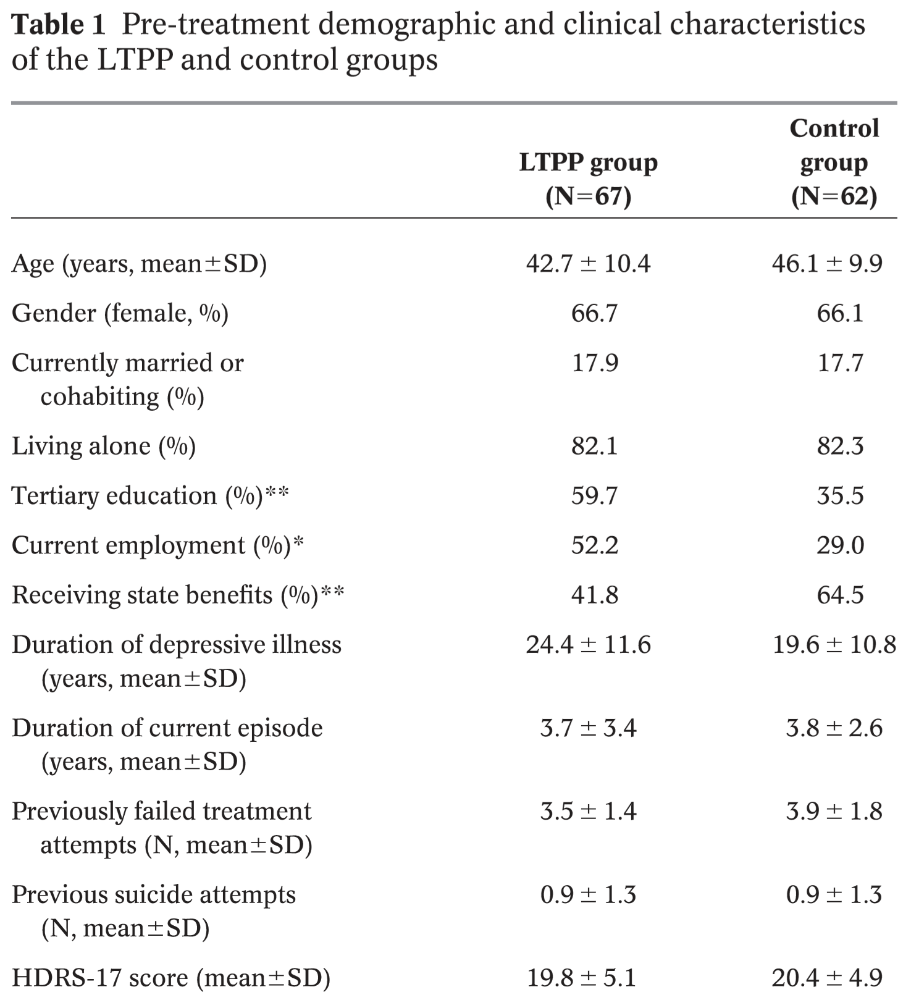 Table 1 Pre-treatment demographic and clinical characteristics
of the LTPP and control groups
LTPP group
(N=67)
Control
group
(N=62)
Age (years, mean±SD) 42.7 ± 10.4 46.1 ± 9.9
Gender (female, %) 66.7 66.1
Currently married or 17.9 17.7
cohabiting (%)
Living alone (%) 82.1 82.3
Tertiary education (%)** 59.7 35.5
Current employment (%)* 52.2 29.0
Receiving state benefits (%)** 41.8 64.5
Duration of depressive illness 24.4 ± 11.6 19.6 ± 10.8
(years, mean±SD)
Duration of current episode 3.7 ± 3.4 3.8 ± 2.6
(years, mean±SD)
Previously failed treatment 3.5 ± 1.4 3.9 ± 1.8
attempts (N, mean±SD)
Previous suicide attempts 0.9 ± 1.3 0.9 ± 1.3
(N, mean±SD)
HDRS-17 score (mean±SD) 19.8 ± 5.1 20.4 ± 4.9